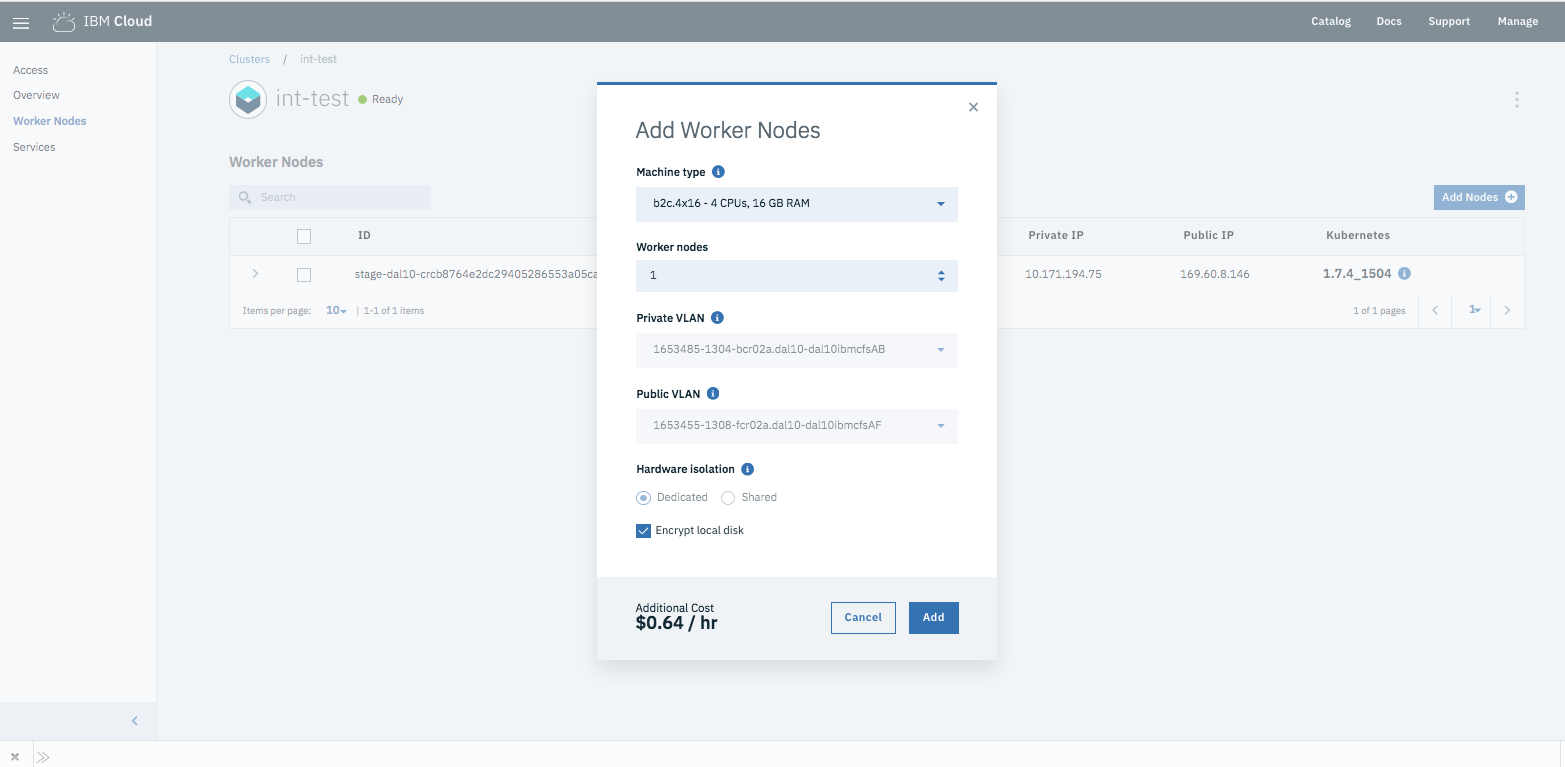 IBM Cloud
Catalog Docs Support Manage
Access
Overview
Worker Nodes
Services
Clusters / int-test
int-test Ready
Worker Nodes
Search
Add Nodes
ID Private IP Public IP Kubernetes
stage-dal10-crcb8764e2dc29405286553a05ca 10.171.194.75 169.60.8.146 1.7.4_1504
Items per page: 10 | 1-1 of 1 items 1 of 1 pages 1
Add Worker Nodes
Machine type
b2c.4x16 - 4 CPUs, 16 GB RAM
Worker nodes
1
Private VLAN
1653485-1304-bcr02a.dal10-dal10ibmcfsAB
Public VLAN
1653455-1308-fcr02a.dal10-dal10ibmcfsAF
Hardware isolation
Dedicated Shared
Encrypt local disk
Additional Cost
$0.64 / hr
Cancel Add